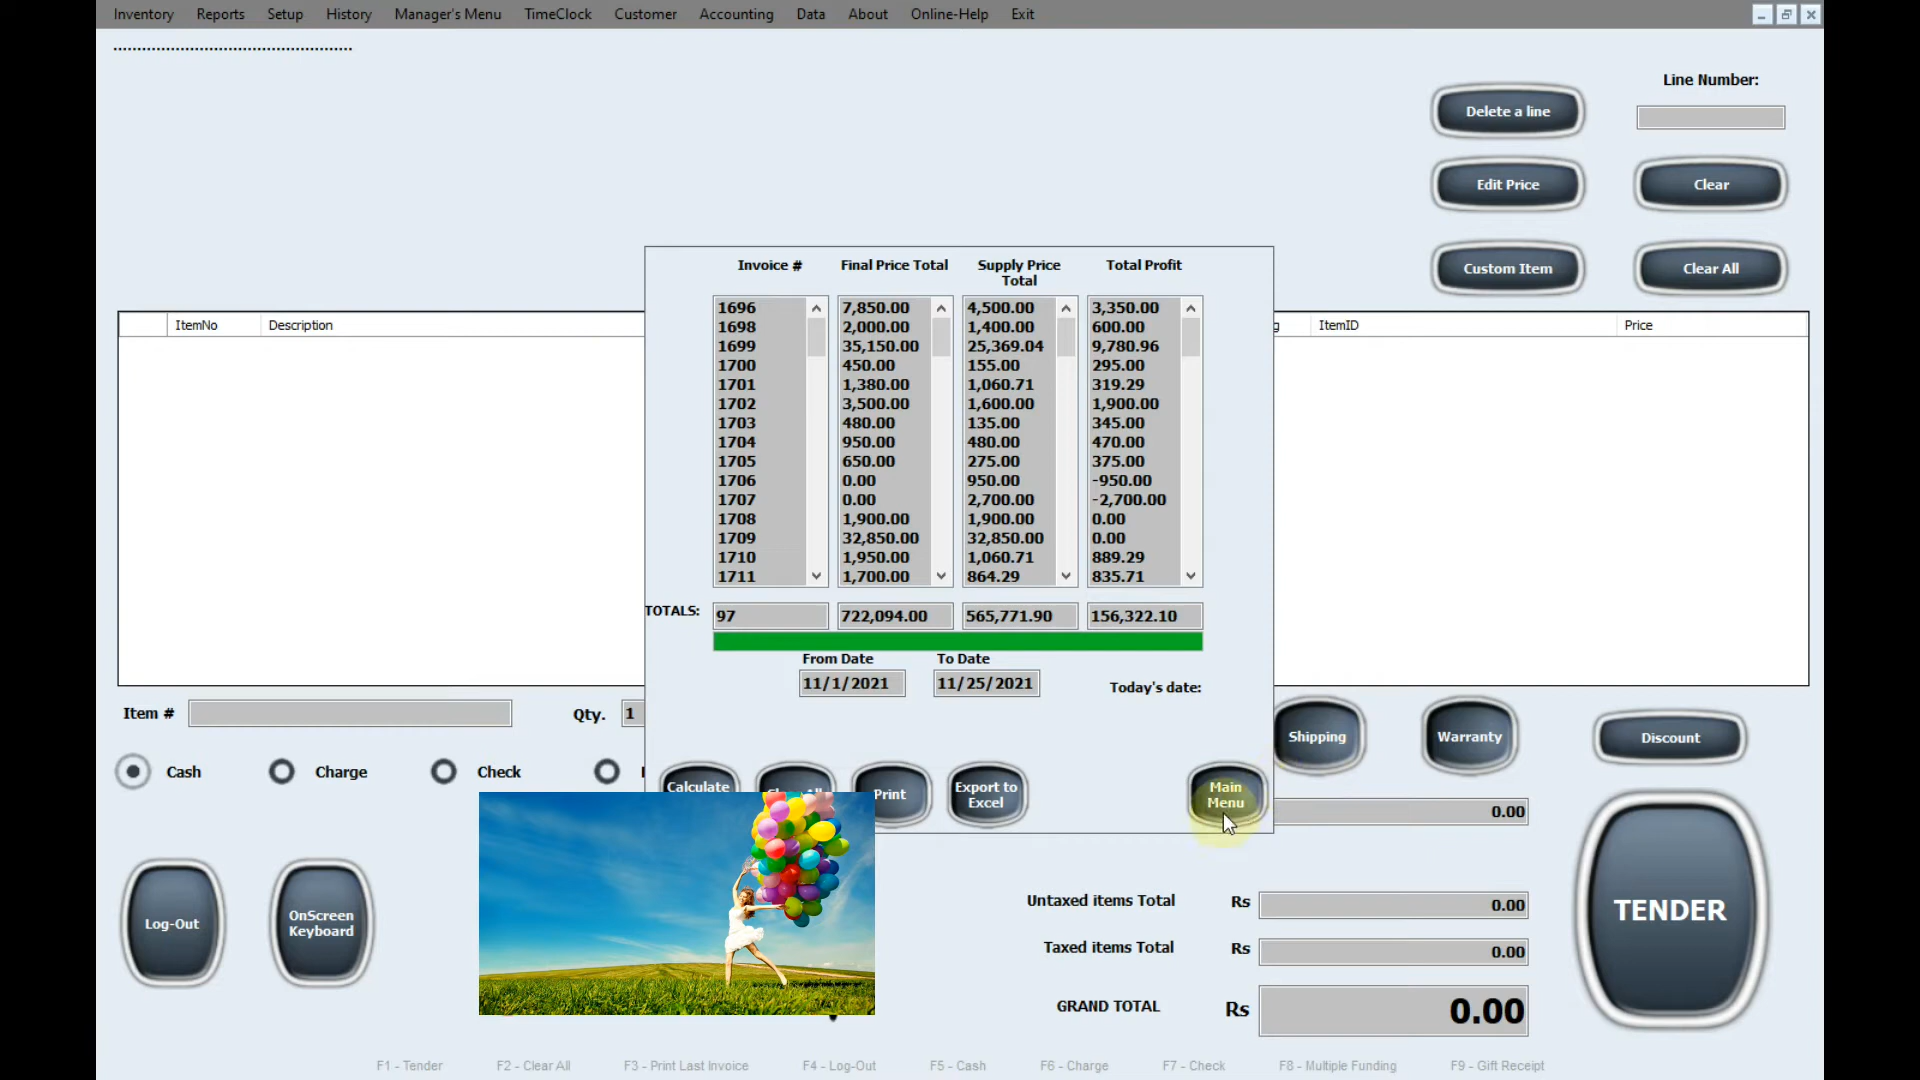 Inventory Reports Setup History Manager's Menu TimeClock Customer Accounting Data About Online-Help Exit
Line Number:
Delete a line
Edit Price Clear
Custom Item Clear All
Invoice # Final Price Total Supply Price Total Total Profit
ItemNo Description ItemID Price
1696 7,850.00 4,500.00 3,350.00
1698 2,000.00 1,400.00 600.00
1699 35,150.00 25,369.04 9,780.96
1700 450.00 155.00 295.00
1701 1,380.00 1,060.71 319.29
1702 3,500.00 1,600.00 1,900.00
1703 480.00 135.00 345.00
1704 950.00 480.00 470.00
1705 650.00 275.00 375.00
1706 0.00 950.00 -950.00
1707 0.00 2,700.00 -2,700.00
1708 1,900.00 1,900.00 0.00
1709 32,850.00 32,850.00 0.00
1710 1,950.00 1,060.71 889.29
1711 1,700.00 864.29 835.71
TOTALS: 97 722,094.00 565,771.90 156,322.10
From Date To Date
11/1/2021 11/25/2021 Today's date:
Item # Qty. 1
Shipping Warranty Discount
Cash Charge Check
Calculate Print Export to Excel Main Menu
0.00
Log-Out OnScreen Keyboard
Untaxed items Total Rs 0.00
Taxed items Total Rs 0.00
GRAND TOTAL Rs 0.00
TENDER
F1 - Tender F2 - Clear All F3 - Print Last Invoice F4 - Log-Out F5 - Cash F6 - Charge F7 - Check F8 - Multiple Funding F9 - Gift Receipt